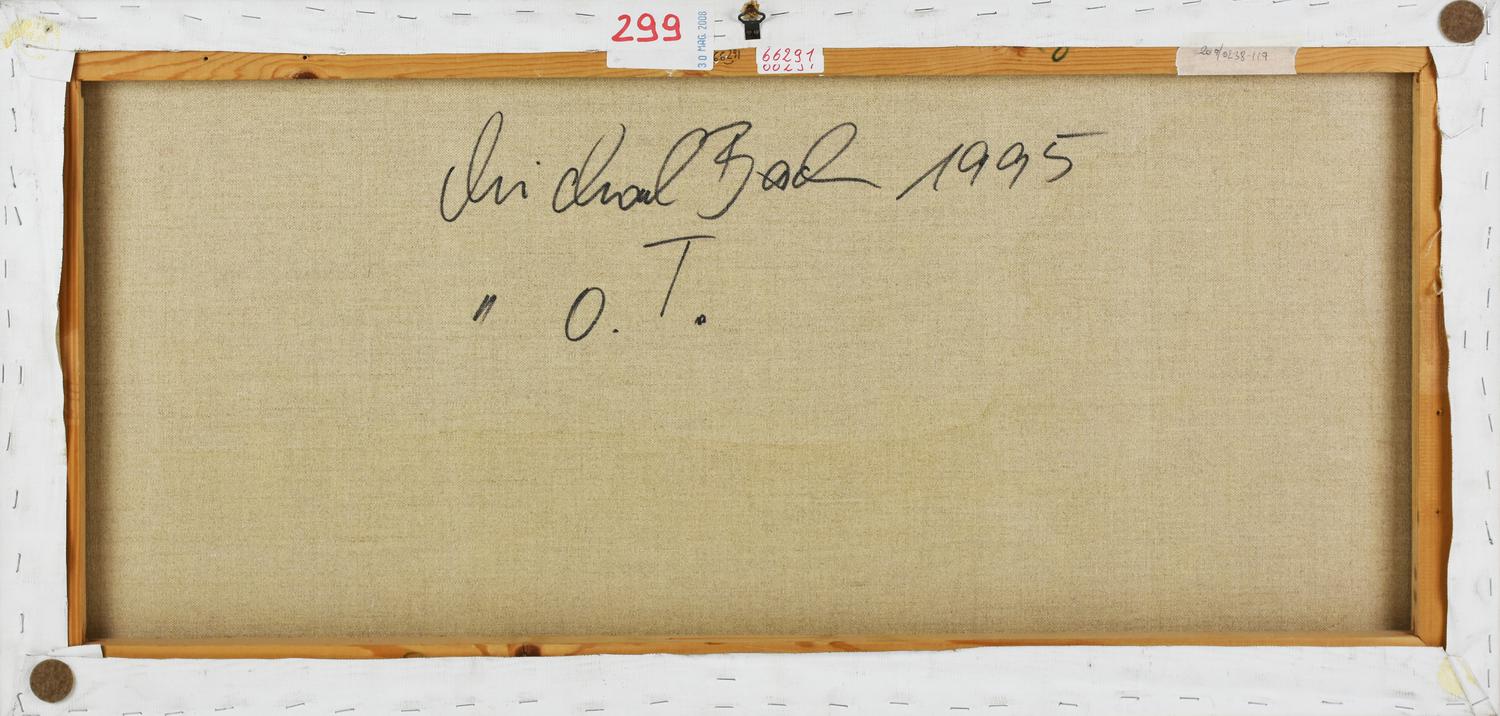 299
30 MAG. 2008
66291
66291
Michael Bach 1995
" O. T.